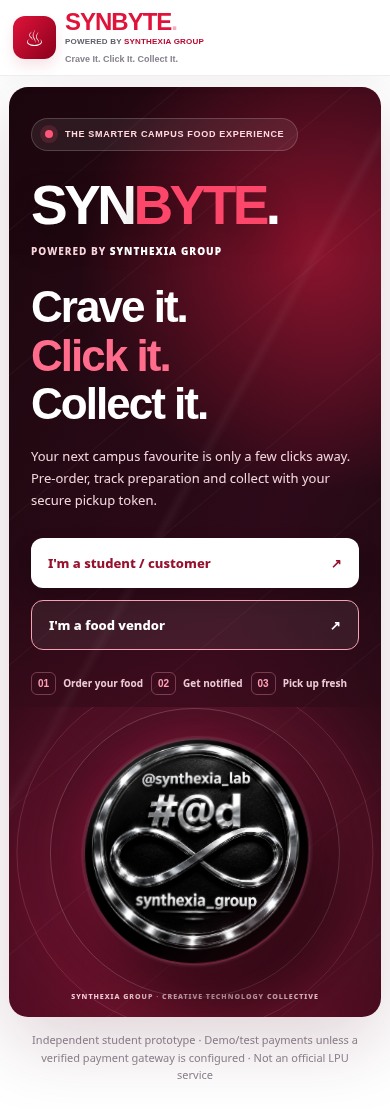 SYNBYTE.
POWERED BY SYNTHEXIA GROUP
Crave It. Click It. Collect It.
THE SMARTER CAMPUS FOOD EXPERIENCE
SYNBYTE.
POWERED BY SYNTHEXIA GROUP
Crave it.
Click it.
Collect it.
Your next campus favourite is only a few clicks away.
Pre-order, track preparation and collect with your
secure pickup token.
I'm a student / customer ↗
I'm a food vendor ↗
01 Order your food 02 Get notified 03 Pick up fresh
@synthexia_lab
#@d
synthexia_group
SYNTHEXIA GROUP · CREATIVE TECHNOLOGY COLLECTIVE
Independent student prototype · Demo/test payments unless a
verified payment gateway is configured · Not an official LPU
service